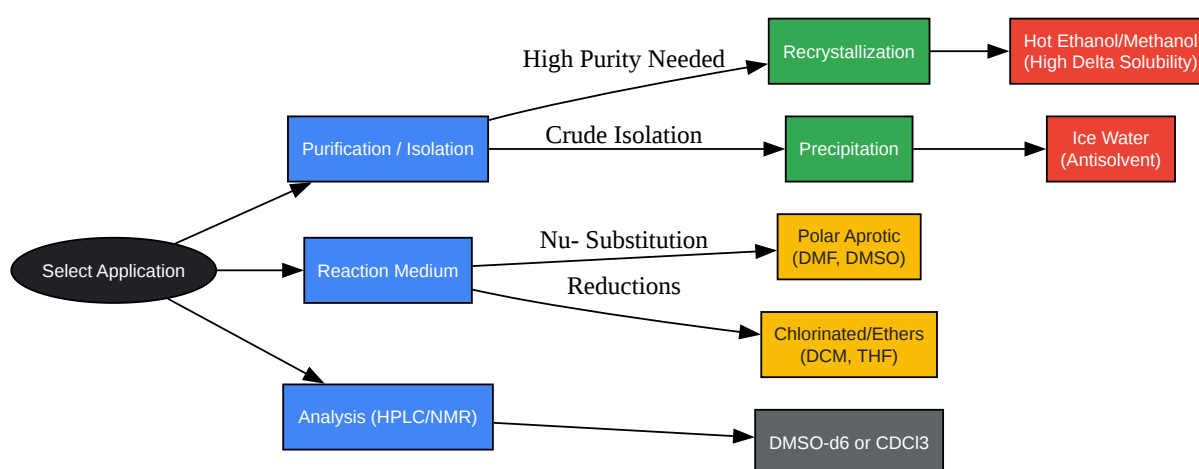 High Purity Needed
Recrystallization
Hot Ethanol/Methanol
(High Delta Solubility)
Purification / Isolation
Crude Isolation
Precipitation
Ice Water
(Antisolvent)
Select Application
Reaction Medium
Nu- Substitution
Polar Aprotic
(DMF, DMSO)
Reductions
Chlorinated/Ethers
(DCM, THF)
Analysis (HPLC/NMR)
DMSO-d6 or CDCl3